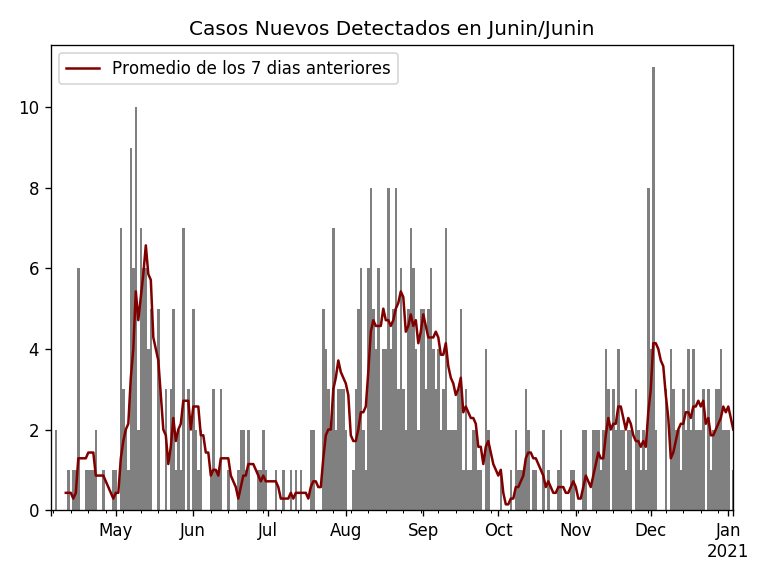 Casos Nuevos Detectados en Junin/Junin
Promedio de los 7 dias anteriores
10
8
6
4
2
0
May Jun Jul Aug Sep Oct Nov Dec Jan
2021